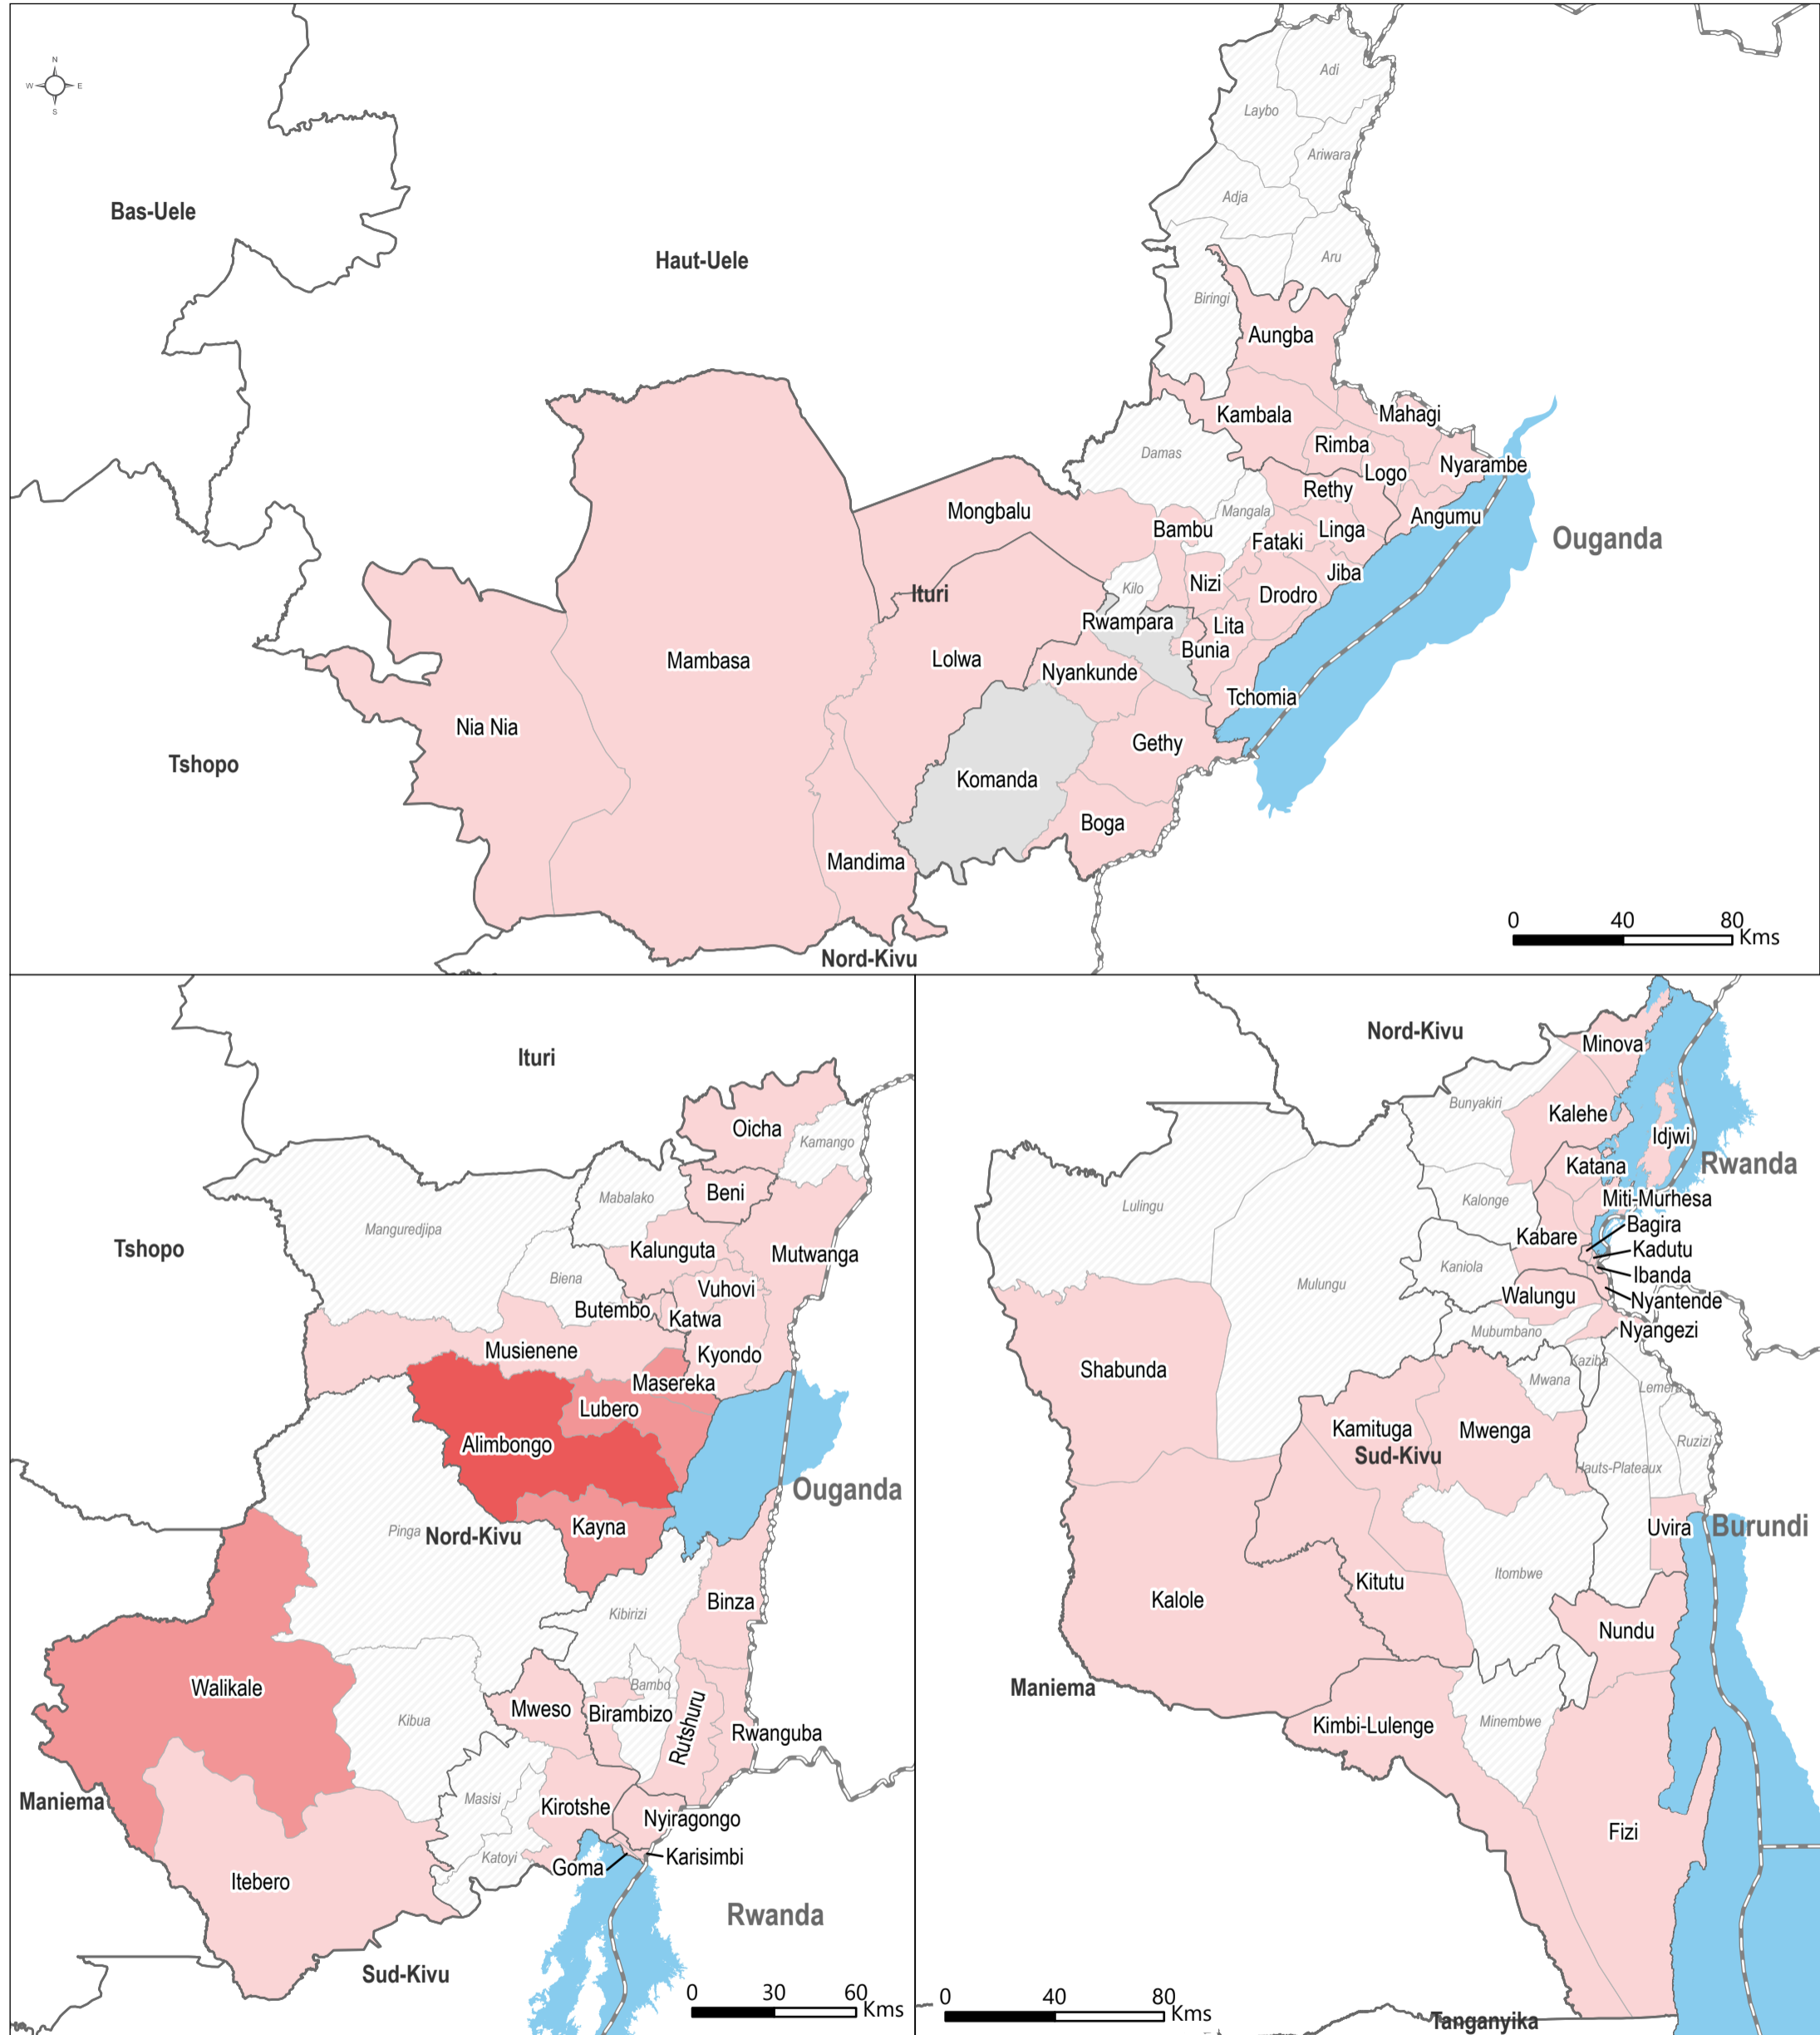 N
W
E
S
Adi
Laybo
Ariwara
Bas-Uele
Adja
Haut-Uele
Aru
Biringi
Aungba
Kambala
Mahagi
Damas
Rimba
Logo
Nyarambe
Rethy
Mongbalu
Mangala
Angumu
Bambu
Linga
Fataki
Ouganda
Jiba
Nizi
Kilo
Ituri
Drodro
Rwampara
Lita
Bunia
Mambasa
Lolwa
Nyankunde
Tchomia
Nia Nia
Gethy
Tshopo
Komanda
Boga
Mandima
Nord-Kivu
0 40 80
Kms
Ituri
Oicha
Kamango
Beni
Mabalako
Manguredjipa
Tshopo
Kalunguta
Mutwanga
Biena
Vuhovi
Butembo
Katwa
Musienene
Kyondo
Masereka
Lubero
Alimbongo
Ouganda
Kayna
Pinga
Nord-Kivu
Binza
Kibirizi
Walikale
Bambo
Mweso
Birambizo
Rutshuru
Kibua
Rwanguba
Maniema
Masisi
Kirotshe
Nyiragongo
Katoyi
Karisimbi
Goma
Itebero
Rwanda
Sud-Kivu
0 30 60
Kms
Nord-Kivu
Minova
Bunyakiri
Kalehe
Idjwi
Rwanda
Katana
Lulingu
Kalonge
Miti-Murhesa
Bagira
Kabare
Kadutu
Kaniola
Ibanda
Mulungu
Walungu
Nyantende
Mubumbano
Nyangezi
Kaziba
Shabunda
Mwana
Lemera
Kamituga
Mwenga
Sud-Kivu
Ruzizi
Hauts-Plateaux
Uvira
Burundi
Itombwe
Kitutu
Kalole
Nundu
Maniema
Kimbi-Lulenge
Minembwe
Fizi
0 40 80
Kms
Tanganyika